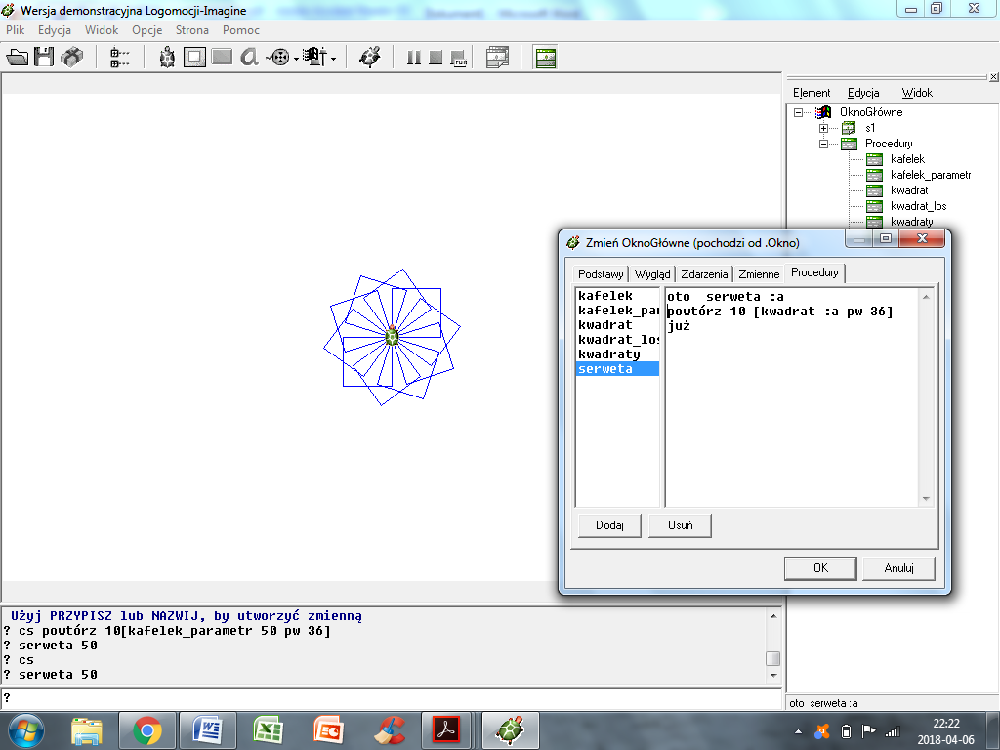 Wersja demonstracyjna Logomocji-Imagine
Plik Edycja Widok Opcje Strona Pomoc
run
Element Edycja Widok
OknoGłówne
s1
Procedury
kafelek
kafelek_parametr
kwadrat
kwadrat_los
kwadraty
Zmień OknoGłówne (pochodzi od .Okno)
Podstawy Wygląd Zdarzenia Zmienne Procedury
kafelek
kafelek_par
kwadrat
kwadrat_los
kwadraty
serweta
oto serweta :a
powtórz 10 [kwadrat :a pw 36]
już
Dodaj Usuń
OK Anuluj
Użyj PRZYPISZ lub NAZWIJ, by utworzyć zmienną
? cs powtórz 10[kafelek_parametr 50 pw 36]
? serweta 50
? cs
? serweta 50
?
oto serweta :a
22:22
2018-04-06